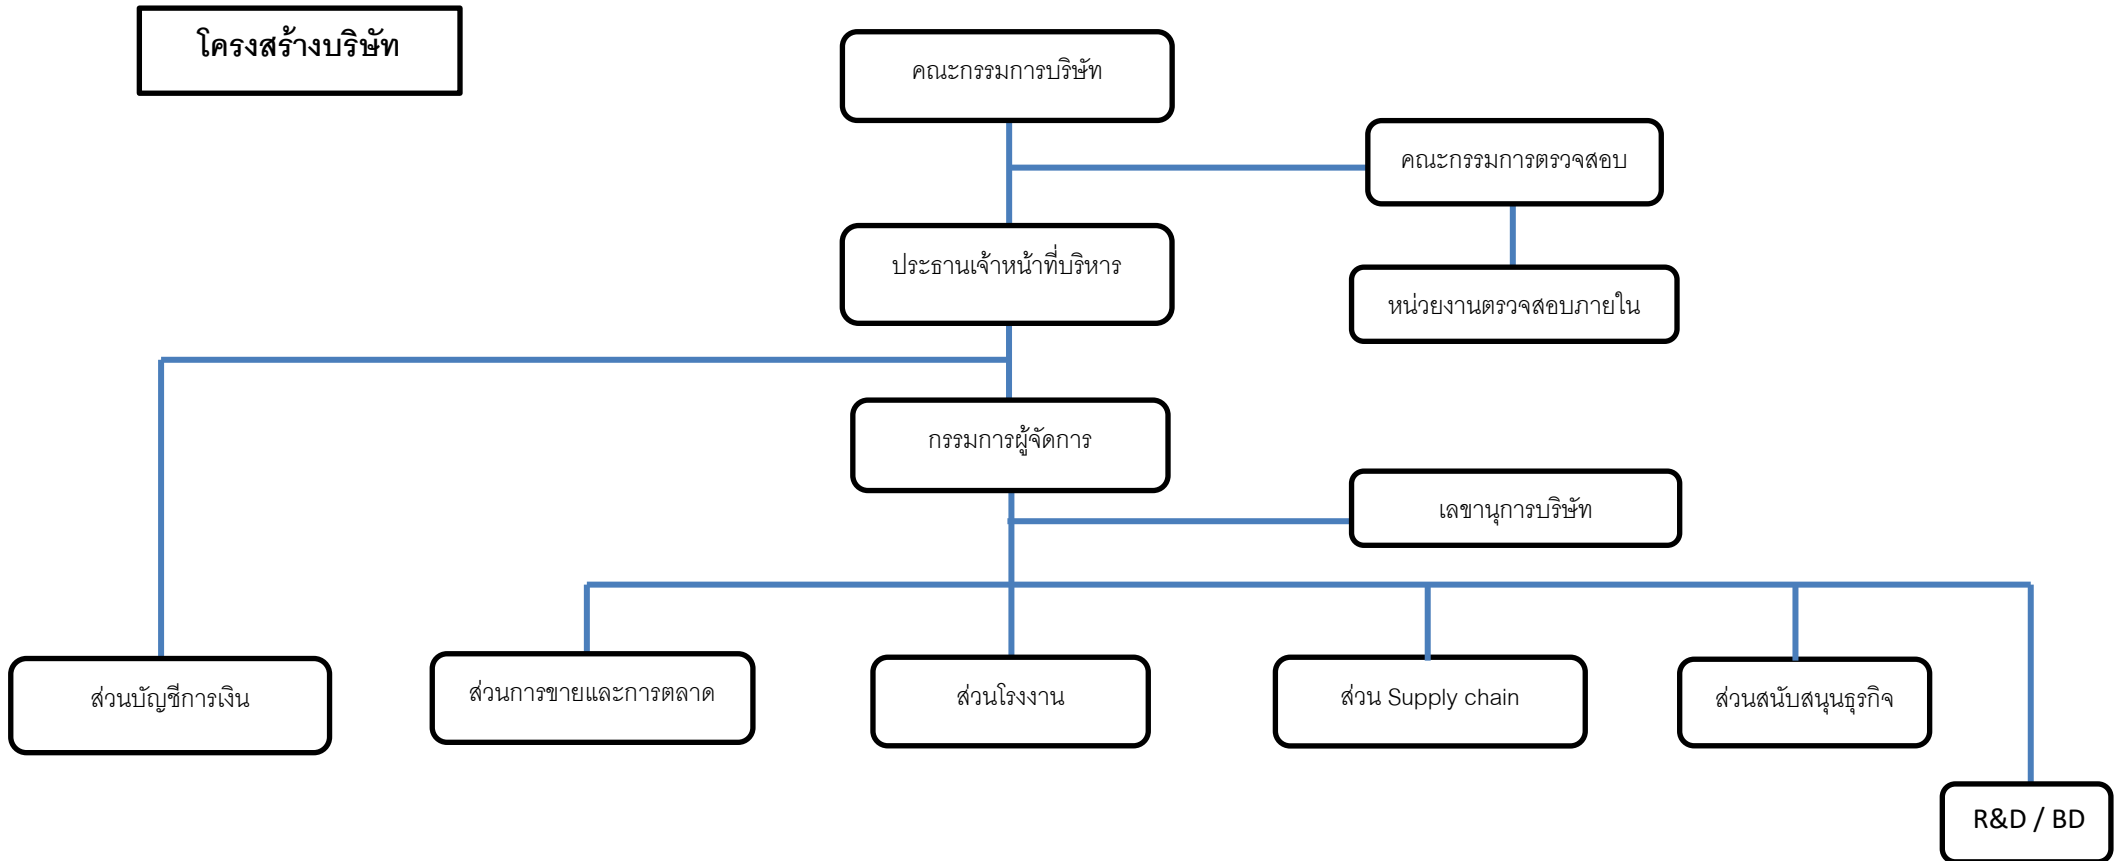 โครงสร้างบริษัท
คณะกรรมการบริษัท
คณะกรรมการตรวจสอบ
ประธานเจ้าหน้าที่บริหาร
หน่วยงานตรวจสอบภายใน
กรรมการผู้จัดการ
เลขานุการบริษัท
ส่วนบัญชีการเงิน
ส่วนการขายและการตลาด
ส่วนโรงงาน
ส่วน Supply chain
ส่วนสนับสนุนธุรกิจ
R&D / BD